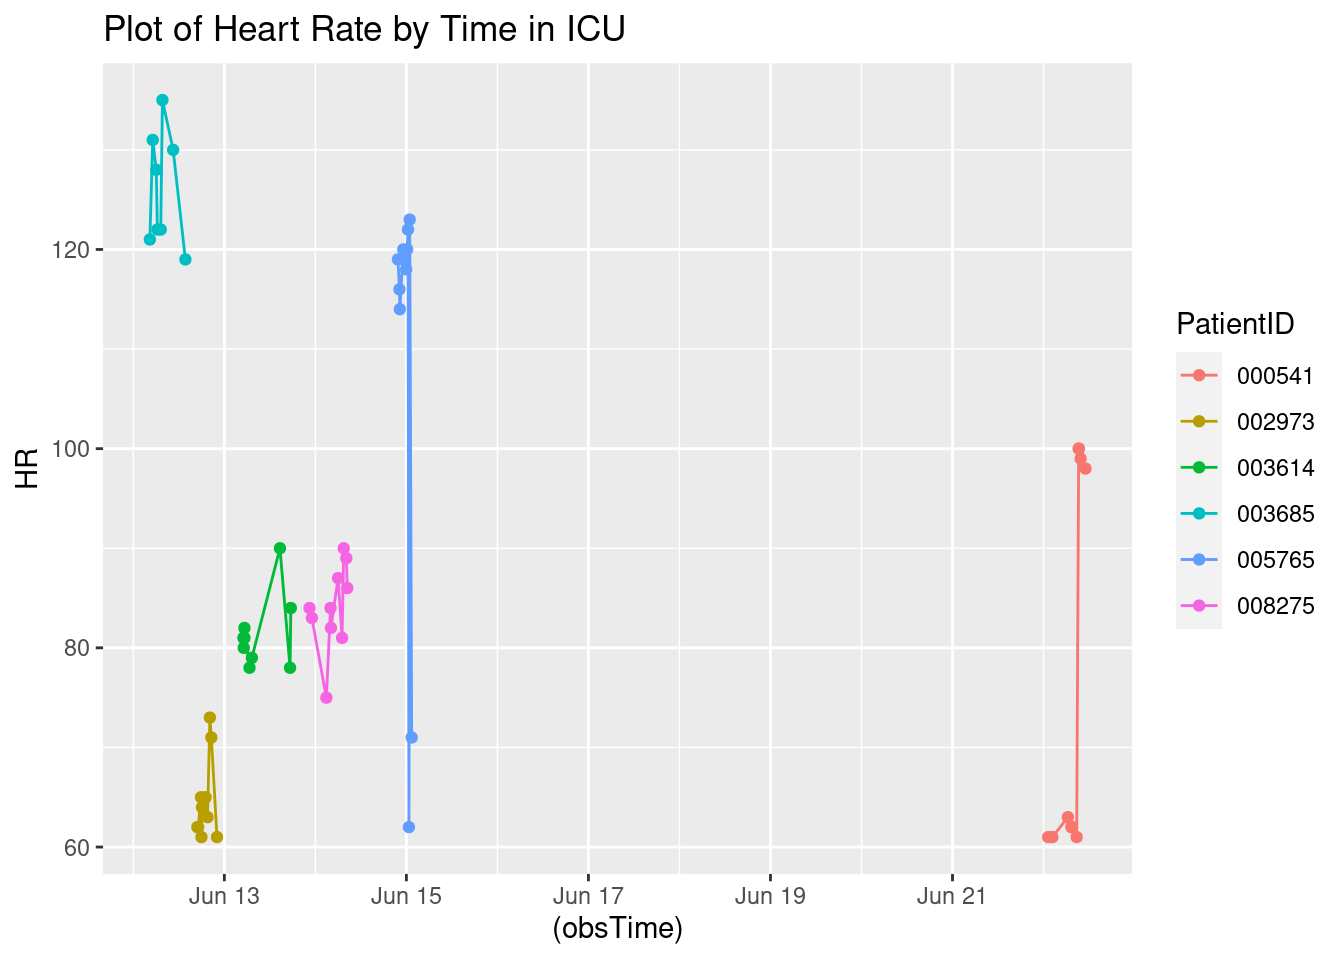 Plot of Heart Rate by Time in ICU
HR
120
100
80
60
Jun 13
Jun 15
Jun 17
Jun 19
Jun 21
(obsTime)
PatientID
000541
002973
003614
003685
005765
008275